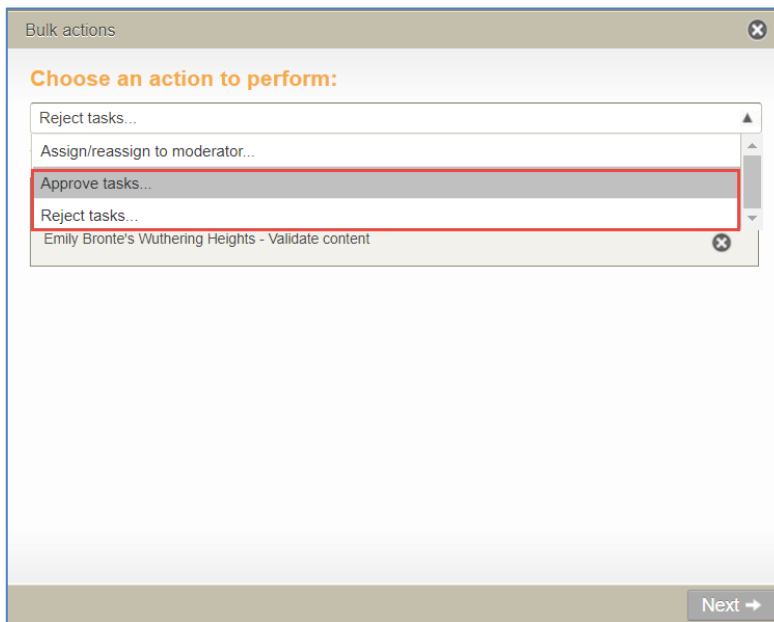 Bulk actions
Choose an action to perform:
Reject tasks...
Assign/reassign to moderator...
Approve tasks...
Reject tasks...
Emily Bronte's Wuthering Heights - Validate content
Next